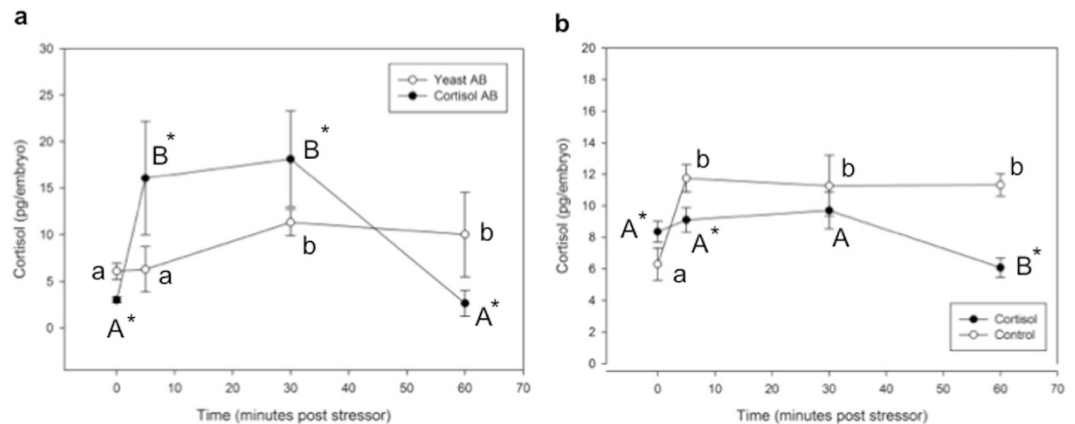 a
30
25
20
15
10
5
0
Cortisol (pg/embryo)
Yeast AB
Cortisol AB
B*
B*
a
a
b
b
A*
A*
0 10 20 30 40 50 60 70
Time (minutes post stressor)
b
20
18
16
14
12
10
8
6
4
2
0
Cortisol (pg/embryo)
b
b
b
A*
A*
A
a
B*
Cortisol
Control
0 10 20 30 40 50 60 70
Time (minutes post stressor)